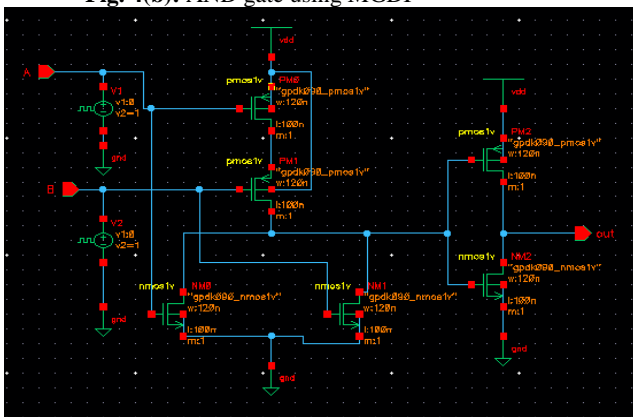 Fig. 4(b): AND gate using MGDI
vdd
A
V1
v1:0
v2=1
gnd
pmos1v
PM0
"gpdk090_pmos1v"
w:120n
l:100n
m:1
vdd
pmos1v
PM2
"gpdk090_pmos1v"
w:120n
l:100n
m:1
pmos1v
PM1
"gpdk090_pmos1v"
w:120n
l:100n
m:1
B
V2
v1:0
v2=1
gnd
out
nmos1v
NM0
"gpdk090_nmos1v"
w:120n
l:100n
m:1
nmos1v
NM1
"gpdk090_nmos1v"
w:120n
l:100n
m:1
nmos1v
NM2
"gpdk090_nmos1v"
w:120n
l:100n
m:1
gnd
gnd